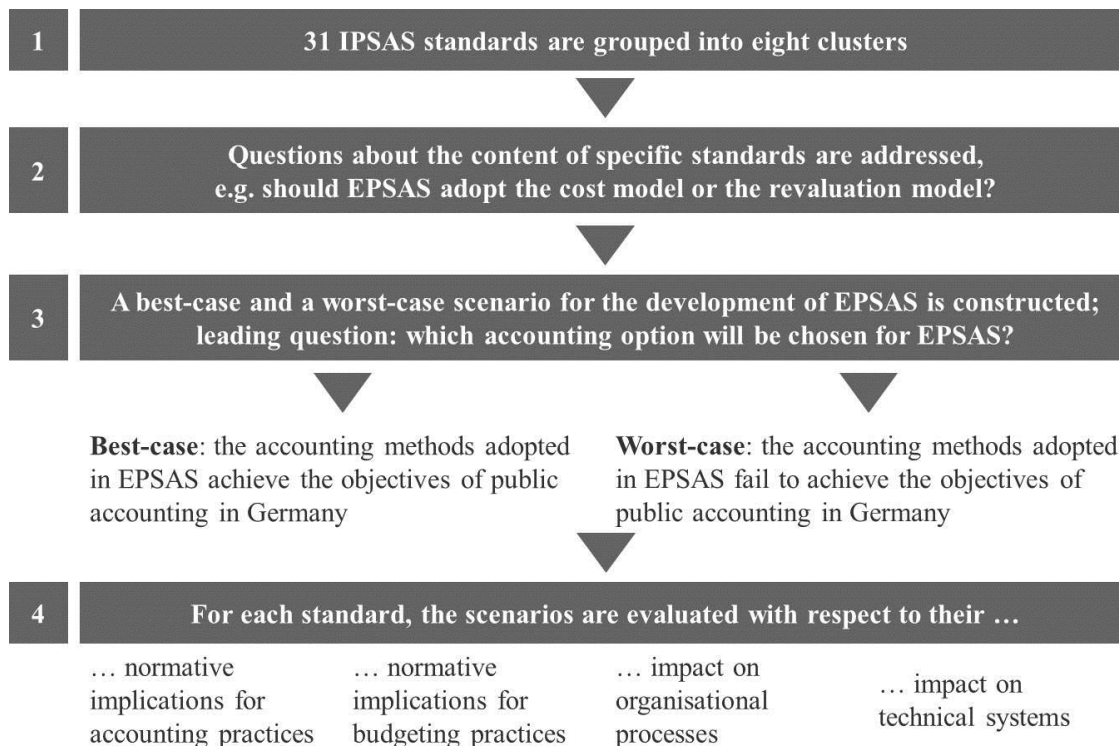 1
31 IPSAS standards are grouped into eight clusters
2
Questions about the content of specific standards are addressed,
e.g. should EPSAS adopt the cost model or the revaluation model?
3
A best-case and a worst-case scenario for the development of EPSAS is constructed;
leading question: which accounting option will be chosen for EPSAS?
Best-case: the accounting methods adopted
in EPSAS achieve the objectives of public
accounting in Germany
Worst-case: the accounting methods adopted
in EPSAS fail to achieve the objectives of
public accounting in Germany
4
For each standard, the scenarios are evaluated with respect to their …
… normative
implications for
accounting practices
… normative
implications for
budgeting practices
… impact on
organisational
processes
… impact on
technical systems